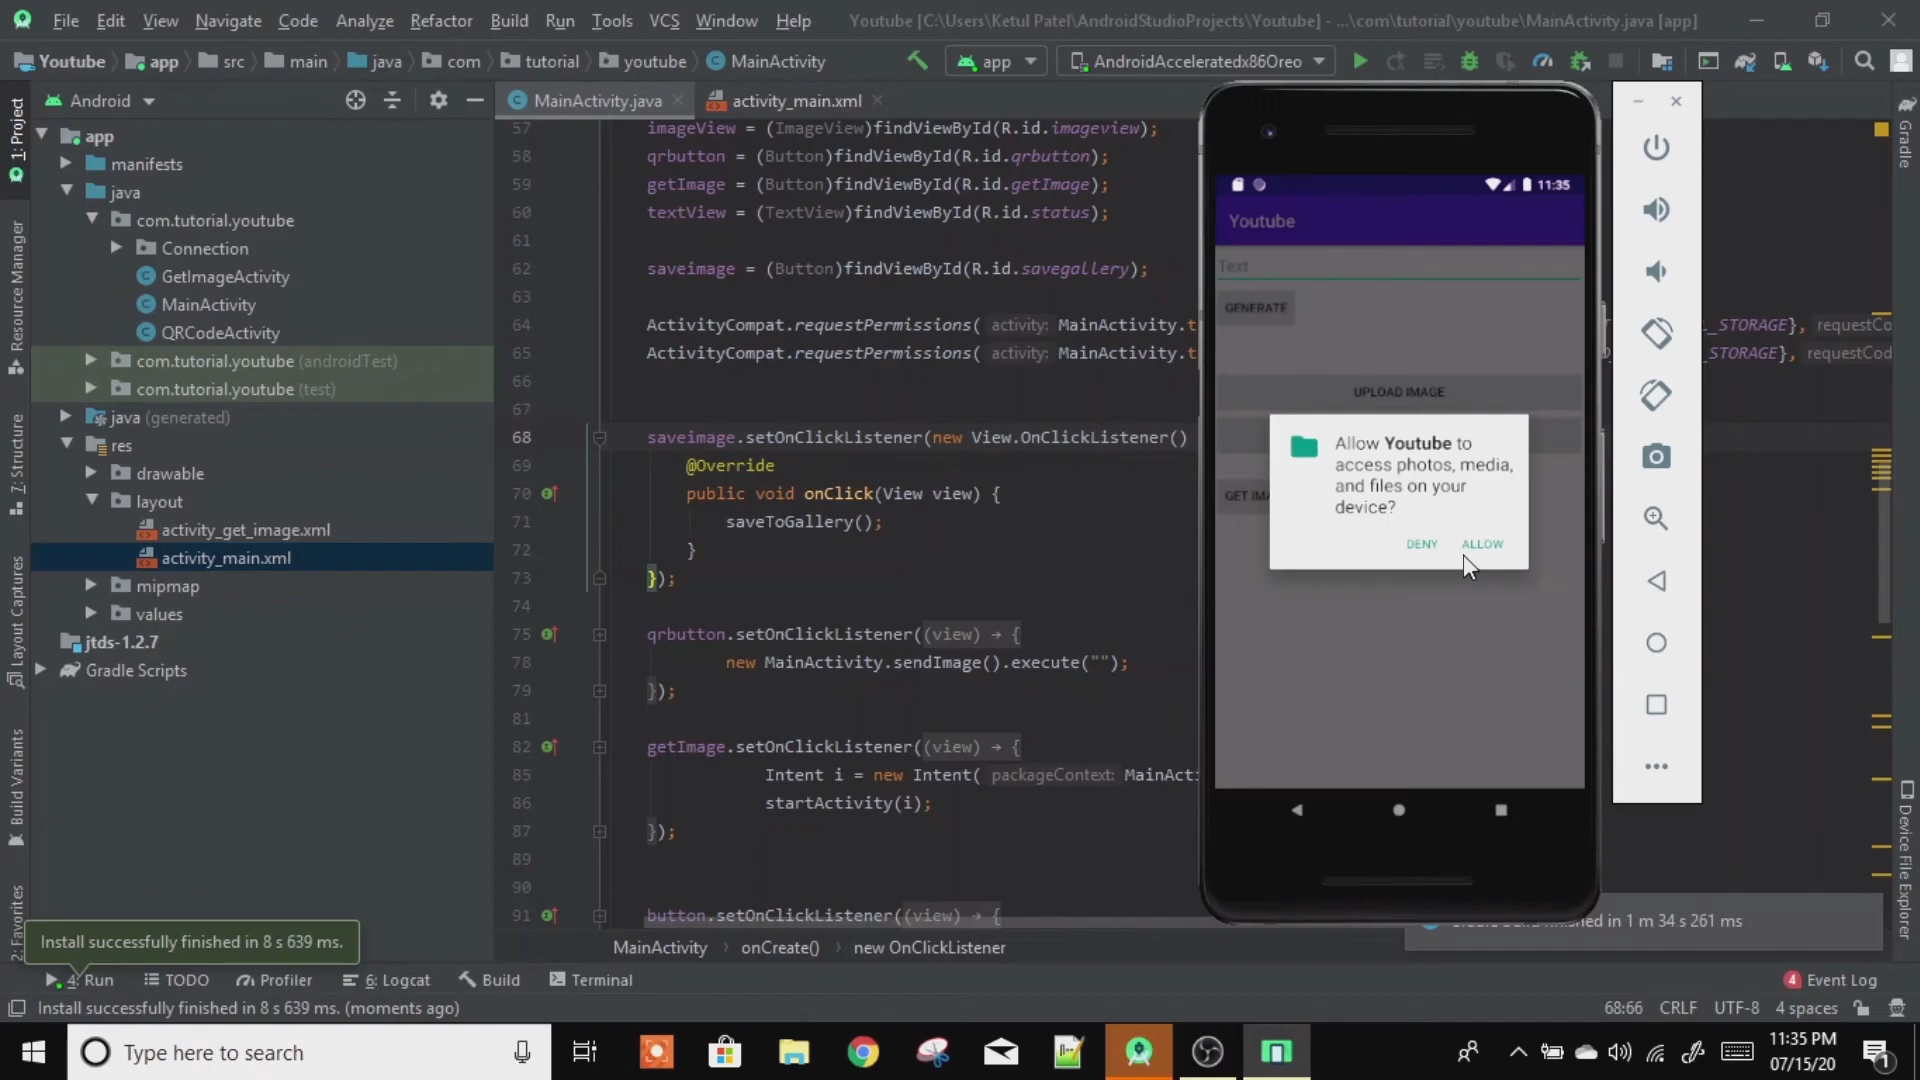 File Edit View Navigate Code Analyze Refactor Build Run Tools VCS Window Help Youtube [C:\Users\Ketul Patel\AndroidStudioProjects\Youtube] - ...\com\tutorial\youtube\MainActivity.java [app]
Youtube app src main java com tutorial youtube MainActivity app AndroidAcceleratedx86Oreo
Android MainActivity.java activity_main.xml
1: Project
Resource Manager
7: Structure
Layout Captures
Build Variants
2: Favorites
app
manifests
java
com.tutorial.youtube
Connection
GetImageActivity
MainActivity
QRCodeActivity
com.tutorial.youtube (androidTest)
com.tutorial.youtube (test)
java (generated)
res
drawable
layout
activity_get_image.xml
activity_main.xml
mipmap
values
jtds-1.2.7
Gradle Scripts
57 imageView = (ImageView)findViewById(R.id.imageview);
58 qrbutton = (Button)findViewById(R.id.qrbutton);
59 getImage = (Button)findViewById(R.id.getImage);
60 textView = (TextView)findViewById(R.id.status);
61
62 saveimage = (Button)findViewById(R.id.savegallery);
63
64 ActivityCompat.requestPermissions( activity: MainActivity.t _STORAGE}, requestCo
65 ActivityCompat.requestPermissions( activity: MainActivity.t STORAGE}, requestCod
66
67
68 saveimage.setOnClickListener(new View.OnClickListener()
69 @Override
70 public void onClick(View view) {
71 saveToGallery();
72 }
73 });
74
75 qrbutton.setOnClickListener((view) → {
78 new MainActivity.sendImage().execute("");
79 });
81
82 getImage.setOnClickListener((view) → {
85 Intent i = new Intent( packageContext: MainActi
86 startActivity(i);
87 });
89
90
91 button.setOnClickListener((view) → {
11:35
Youtube
Text
GENERATE
UPLOAD IMAGE
GET IMA
Allow Youtube to
access photos, media,
and files on your
device?
DENY ALLOW
Gradle
Device File Explorer
finished in 1 m 34 s 261 ms
Install successfully finished in 8 s 639 ms.
MainActivity onCreate() new OnClickListener
4: Run TODO Profiler 6: Logcat Build Terminal 4 Event Log
Install successfully finished in 8 s 639 ms. (moments ago) 68:66 CRLF UTF-8 4 spaces
Type here to search
11:35 PM
07/15/20
1